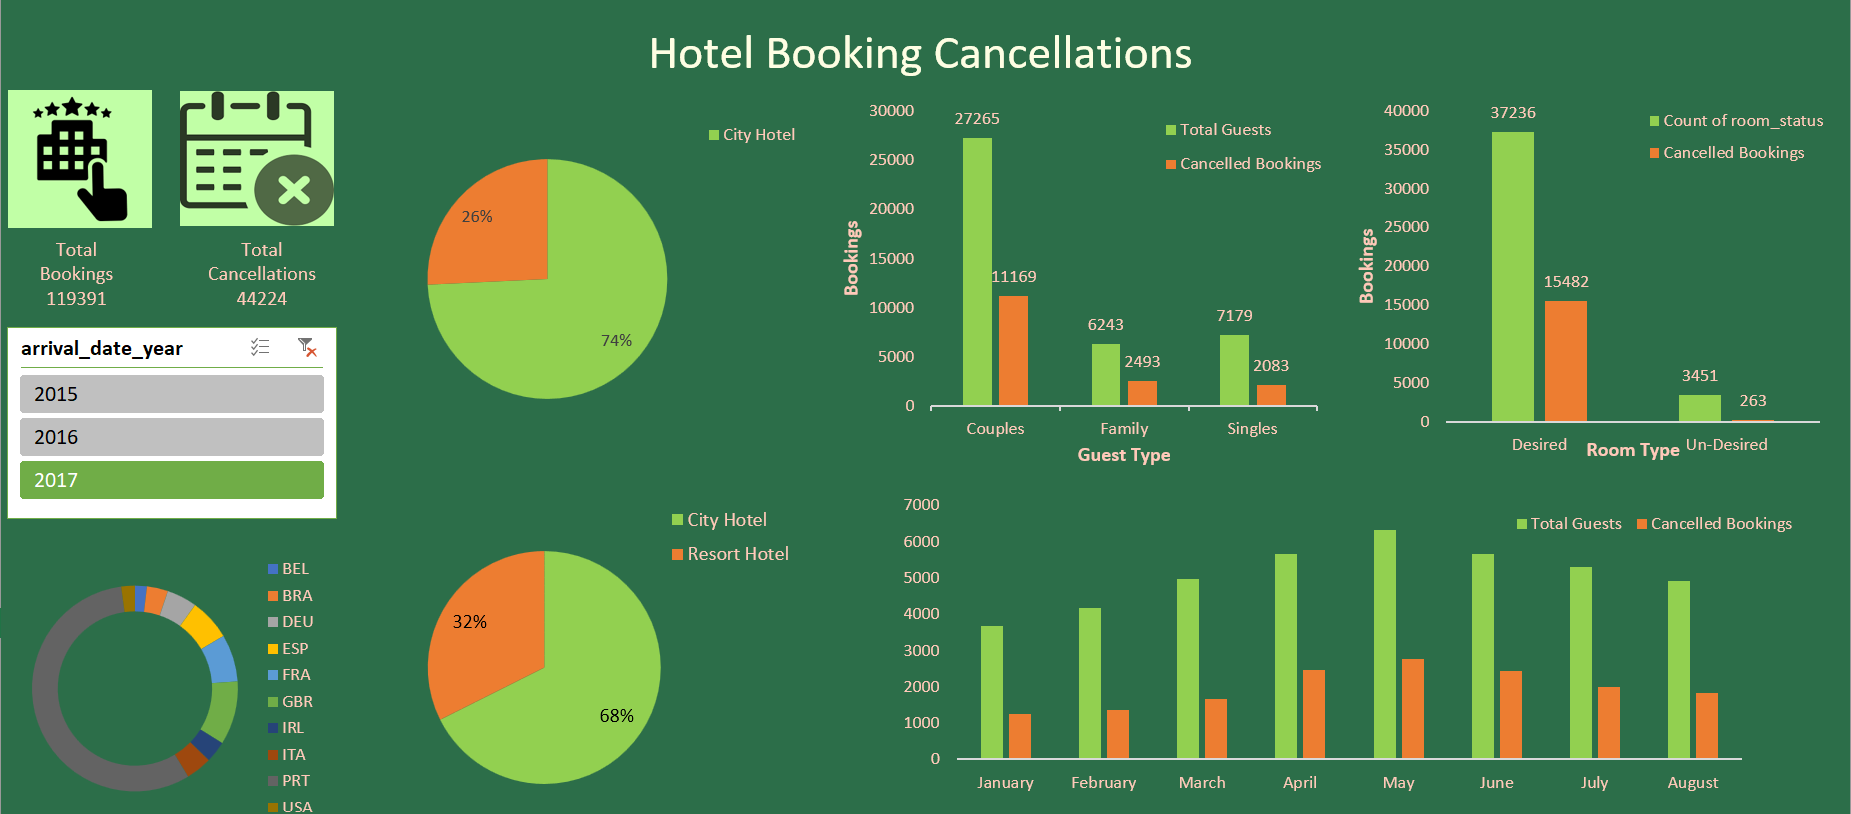 Hotel Booking Cancellations
Total
Bookings
119391
Total
Cancellations
44224
arrival_date_year
2015
2016
2017
BEL
BRA
DEU
ESP
FRA
GBR
IRL
ITA
PRT
USA
City Hotel
26%
74%
City Hotel
Resort Hotel
32%
68%
30000
25000
20000
15000
10000
5000
0
Bookings
27265
11169
6243
2493
7179
2083
Total Guests
Cancelled Bookings
Couples
Family
Singles
Guest Type
40000
35000
30000
25000
20000
15000
10000
5000
0
Bookings
37236
15482
3451
263
Count of room_status
Cancelled Bookings
Desired
Un-Desired
Room Type
7000
6000
5000
4000
3000
2000
1000
0
Total Guests
Cancelled Bookings
January
February
March
April
May
June
July
August